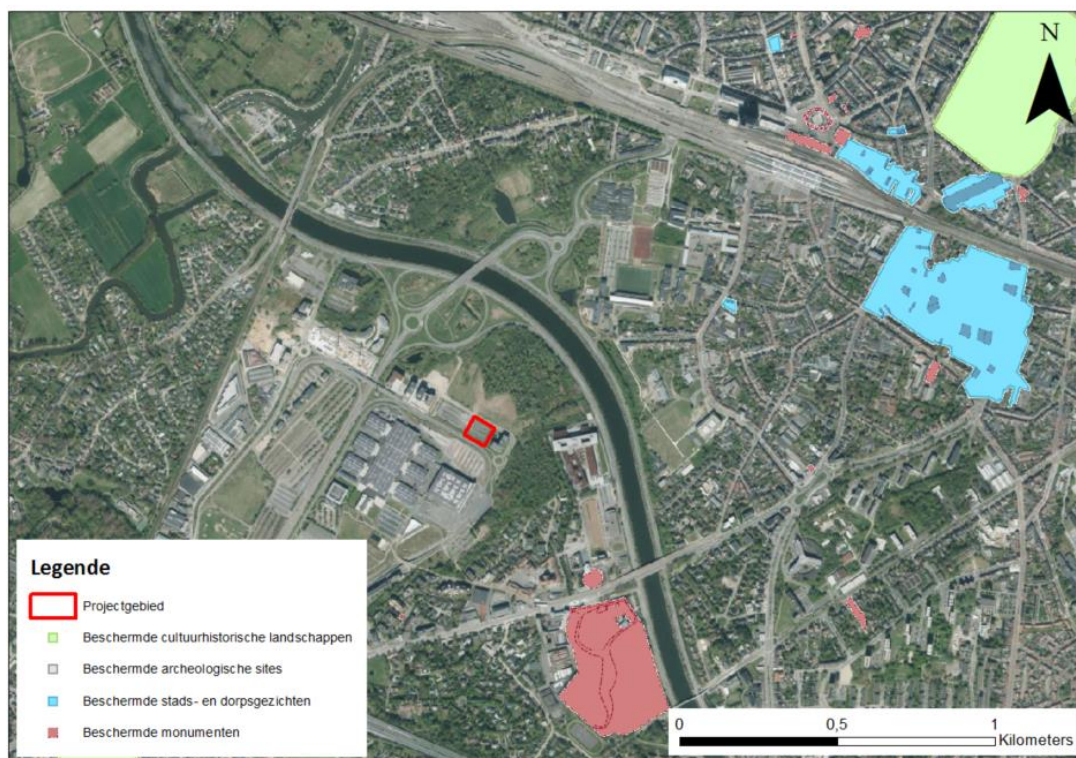 N
Legende
Projectgebied
Beschermde cultuurhistorische landschappen
Beschermde archeologische sites
Beschermde stads- en dorpsgezichten
Beschermde monumenten
0 0,5 1
Kilometers